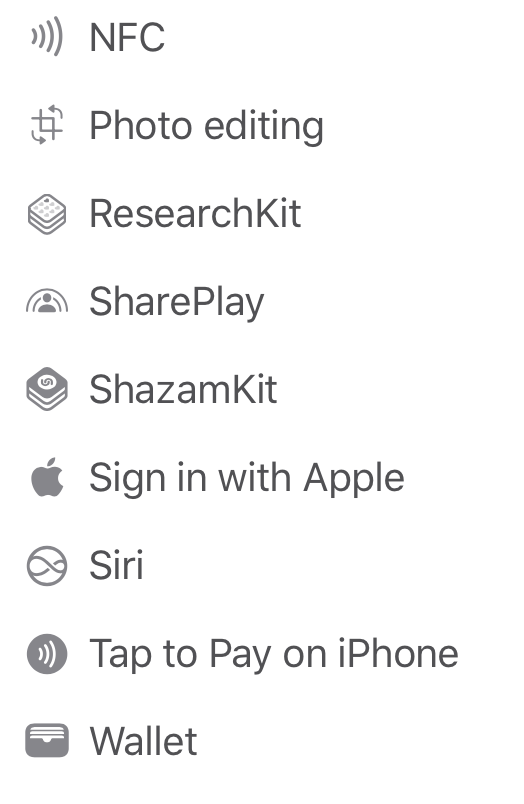 NFC
Photo editing
ResearchKit
SharePlay
ShazamKit
Sign in with Apple
Siri
Tap to Pay on iPhone
Wallet